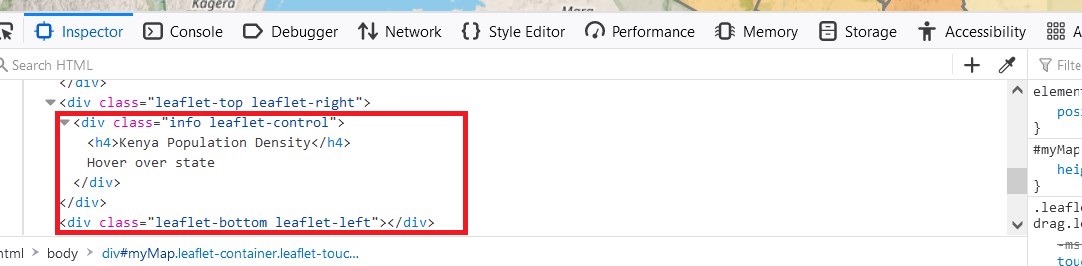 Kagera
Mara
Inspector Console Debugger Network Style Editor Performance Memory Storage Accessibility A
Search HTML
Filte
</div>
<div class="leaflet-top leaflet-right">
<div class="info leaflet-control">
<h4>Kenya Population Density</h4>
Hover over state
</div>
</div>
<div class="leaflet-bottom leaflet-left"></div>
html > body > div#myMap.leaflet-container.leaflet-touc...
elemen
posi
}
#myMap
heig
}
.leafle
drag.le
-ms-
touc